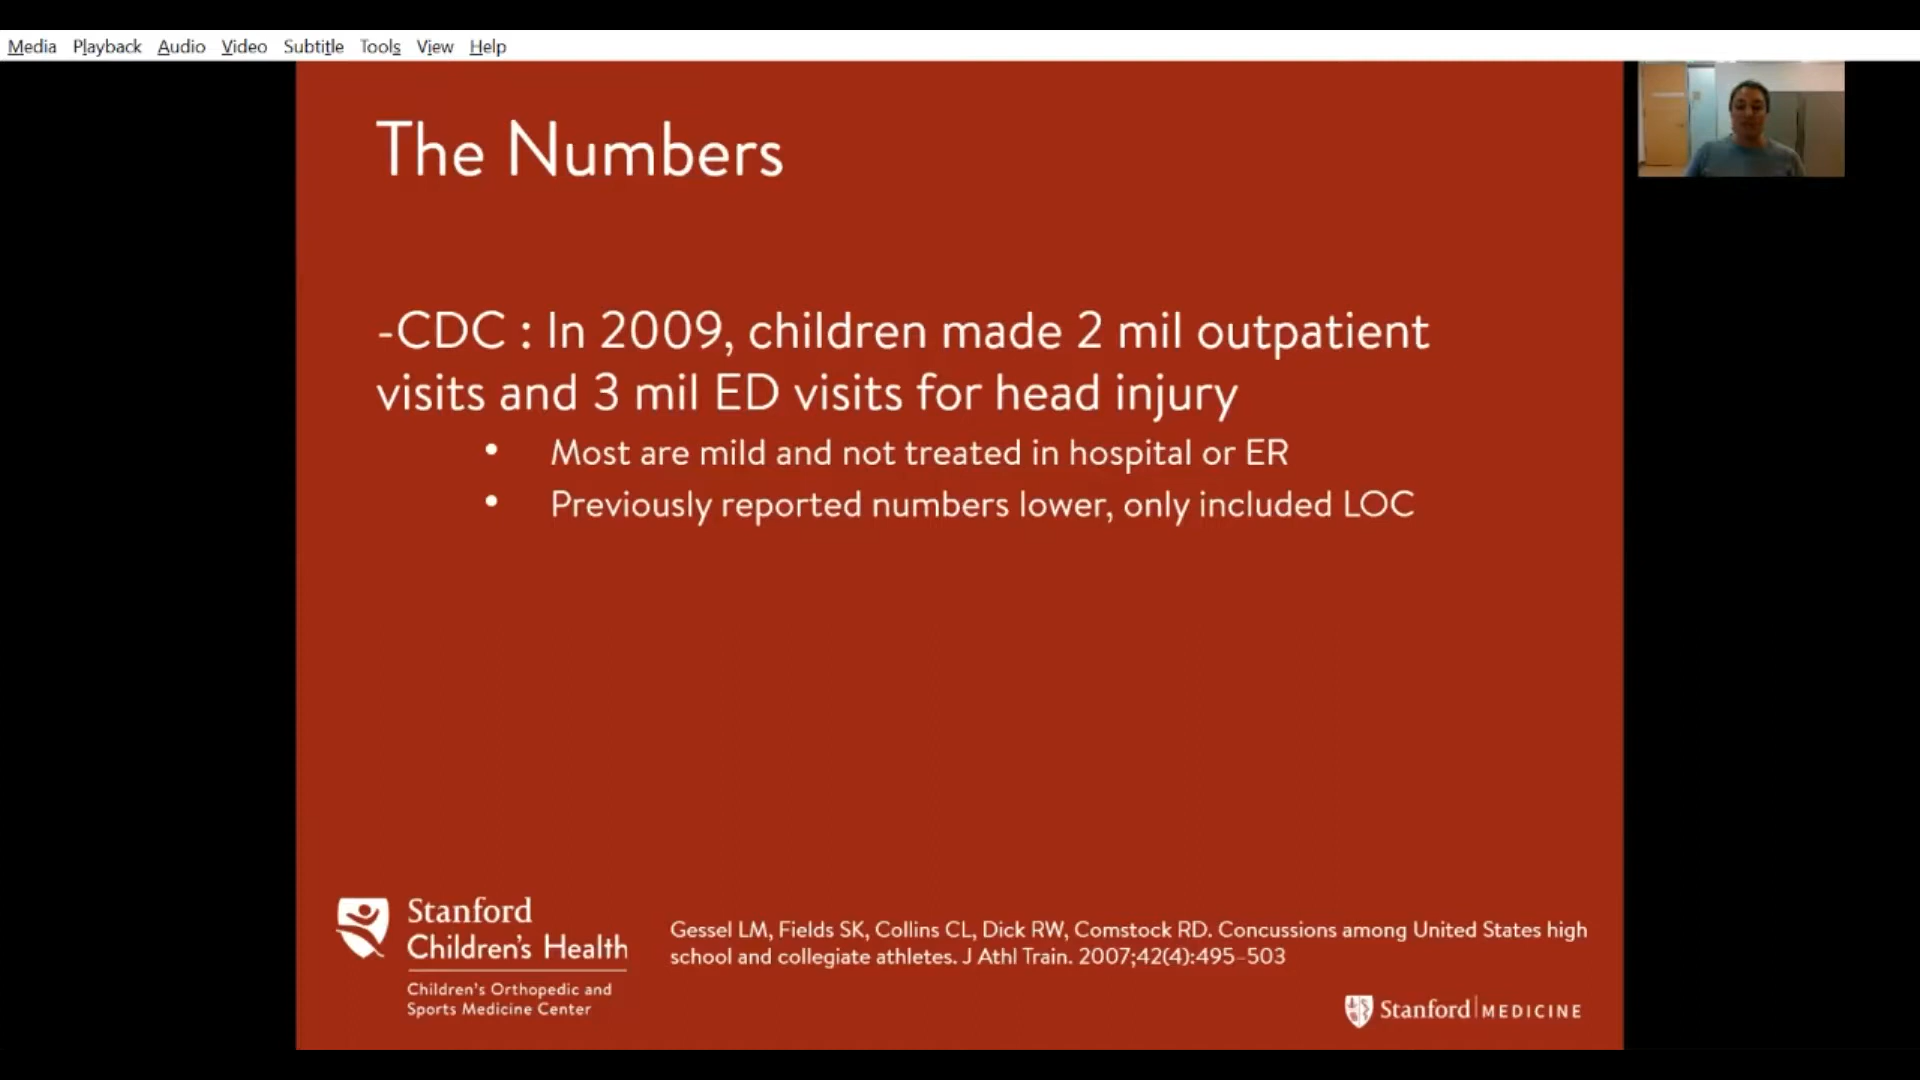 Media Playback Audio Video Subtitle Tools View Help
The Numbers
-CDC : In 2009, children made 2 mil outpatient
visits and 3 mil ED visits for head injury
• Most are mild and not treated in hospital or ER
• Previously reported numbers lower, only included LOC
Stanford
Children's Health
Children's Orthopedic and
Sports Medicine Center
Gessel LM, Fields SK, Collins CL, Dick RW, Comstock RD. Concussions among United States high
school and collegiate athletes. J Athl Train. 2007;42(4):495–503
Stanford MEDICINE